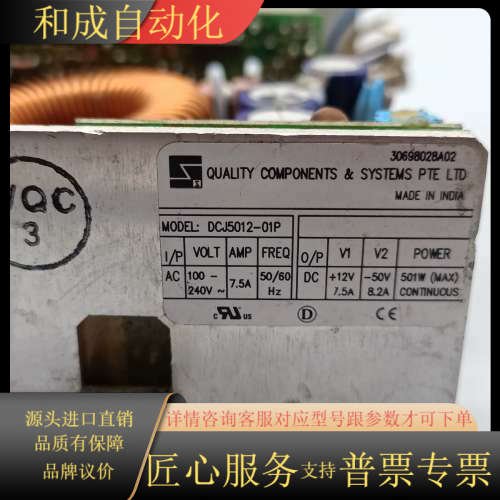 和成自动化
30698028A02
QUALITY COMPONENTS & SYSTEMS PTE LTD
MADE IN INDIA
MODEL: DCJ5012-01P
I/P VOLT AMP FREQ O/P V1 V2 POWER
AC 100 - 240V ~ 7.5A 50/60 Hz DC +12V 7.5A -50V 8.2A 501W (MAX) CONTINUOUS
c RU us D CE
QC
3
源头进口直销
品质有保障
品牌议价
详情咨询客服对应型号跟参数才可下单
匠心服务 支持 普票专票